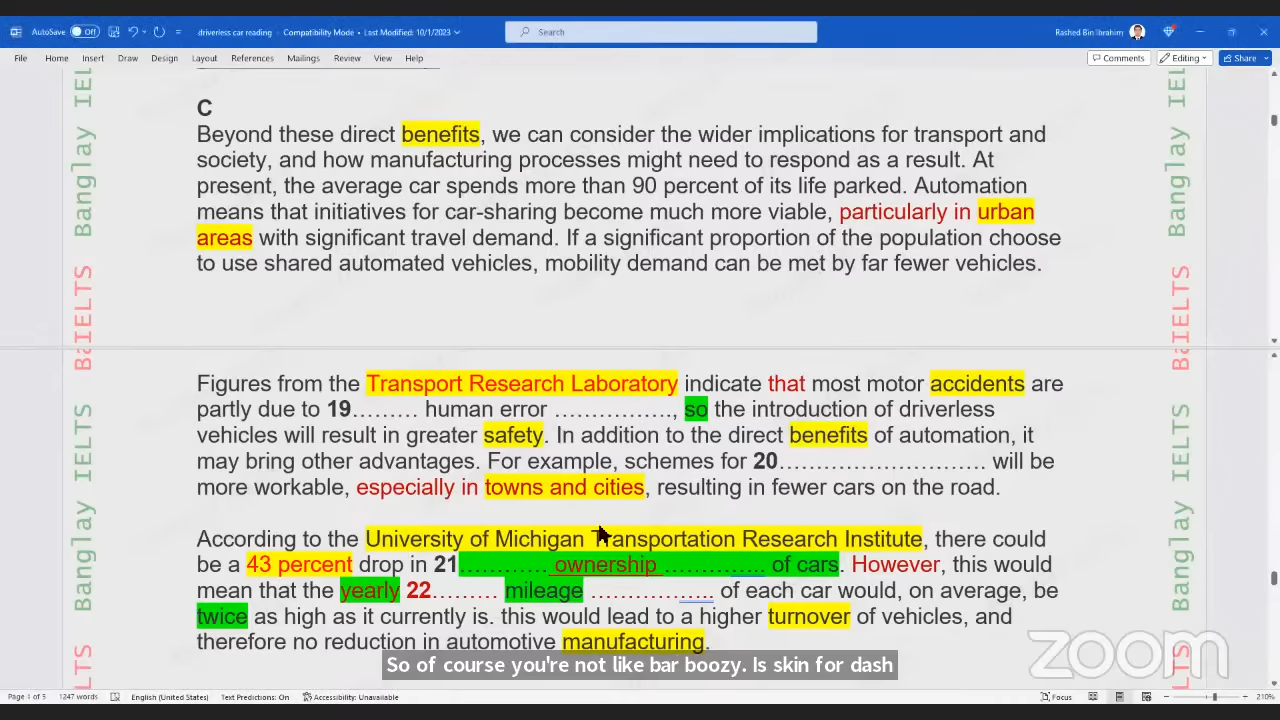 AutoSave Off driverless car reading - Compatibility Mode • Last Modified: 10/1/2023 Search Rashed Bin Ibrahim
File Home Insert Draw Design Layout References Mailings Review View Help Comments Editing Share
C
Beyond these direct benefits, we can consider the wider implications for transport and
society, and how manufacturing processes might need to respond as a result. At
present, the average car spends more than 90 percent of its life parked. Automation
means that initiatives for car-sharing become much more viable, particularly in urban
areas with significant travel demand. If a significant proportion of the population choose
to use shared automated vehicles, mobility demand can be met by far fewer vehicles.
Figures from the Transport Research Laboratory indicate that most motor accidents are
partly due to 19……… human error ……………., so the introduction of driverless
vehicles will result in greater safety. In addition to the direct benefits of automation, it
may bring other advantages. For example, schemes for 20………………………. will be
more workable, especially in towns and cities, resulting in fewer cars on the road.
According to the University of Michigan Transportation Research Institute, there could
be a 43 percent drop in 21………… ownership ………….. of cars. However, this would
mean that the yearly 22……… mileage …………….. of each car would, on average, be
twice as high as it currently is. this would lead to a higher turnover of vehicles, and
therefore no reduction in automotive manufacturing.
So of course you're not like bar boozy. Is skin for dash
zoom
Banglay IEL
BaIELTS
Banglay
IELTS
Banglay IEL
BaIELTS
Banglay
IELTS
Page 4 of 5 1247 words English (United States) Text Predictions: On Accessibility: Unavailable Focus 210%